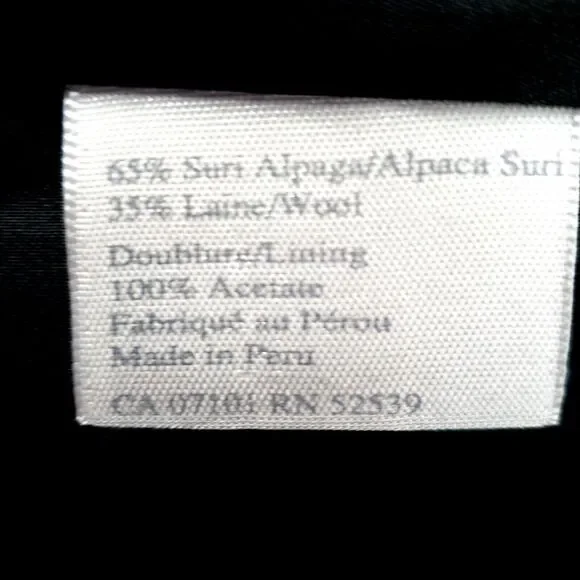 65% Suri Alpaga/Alpaca Suri
35% Laine/Wool
Doublure/Lining
100% Acetate
Fabriqué au Pérou
Made in Peru
CA 07101 RN 52539